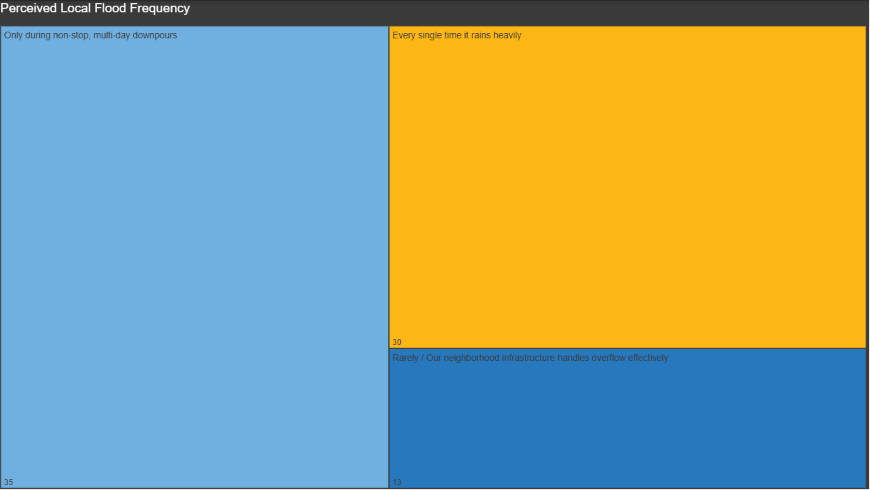 Perceived Local Flood Frequency
Only during non-stop, multi-day downpours
Every single time it rains heavily
30
Rarely / Our neighborhood infrastructure handles overflow effectively
35
13